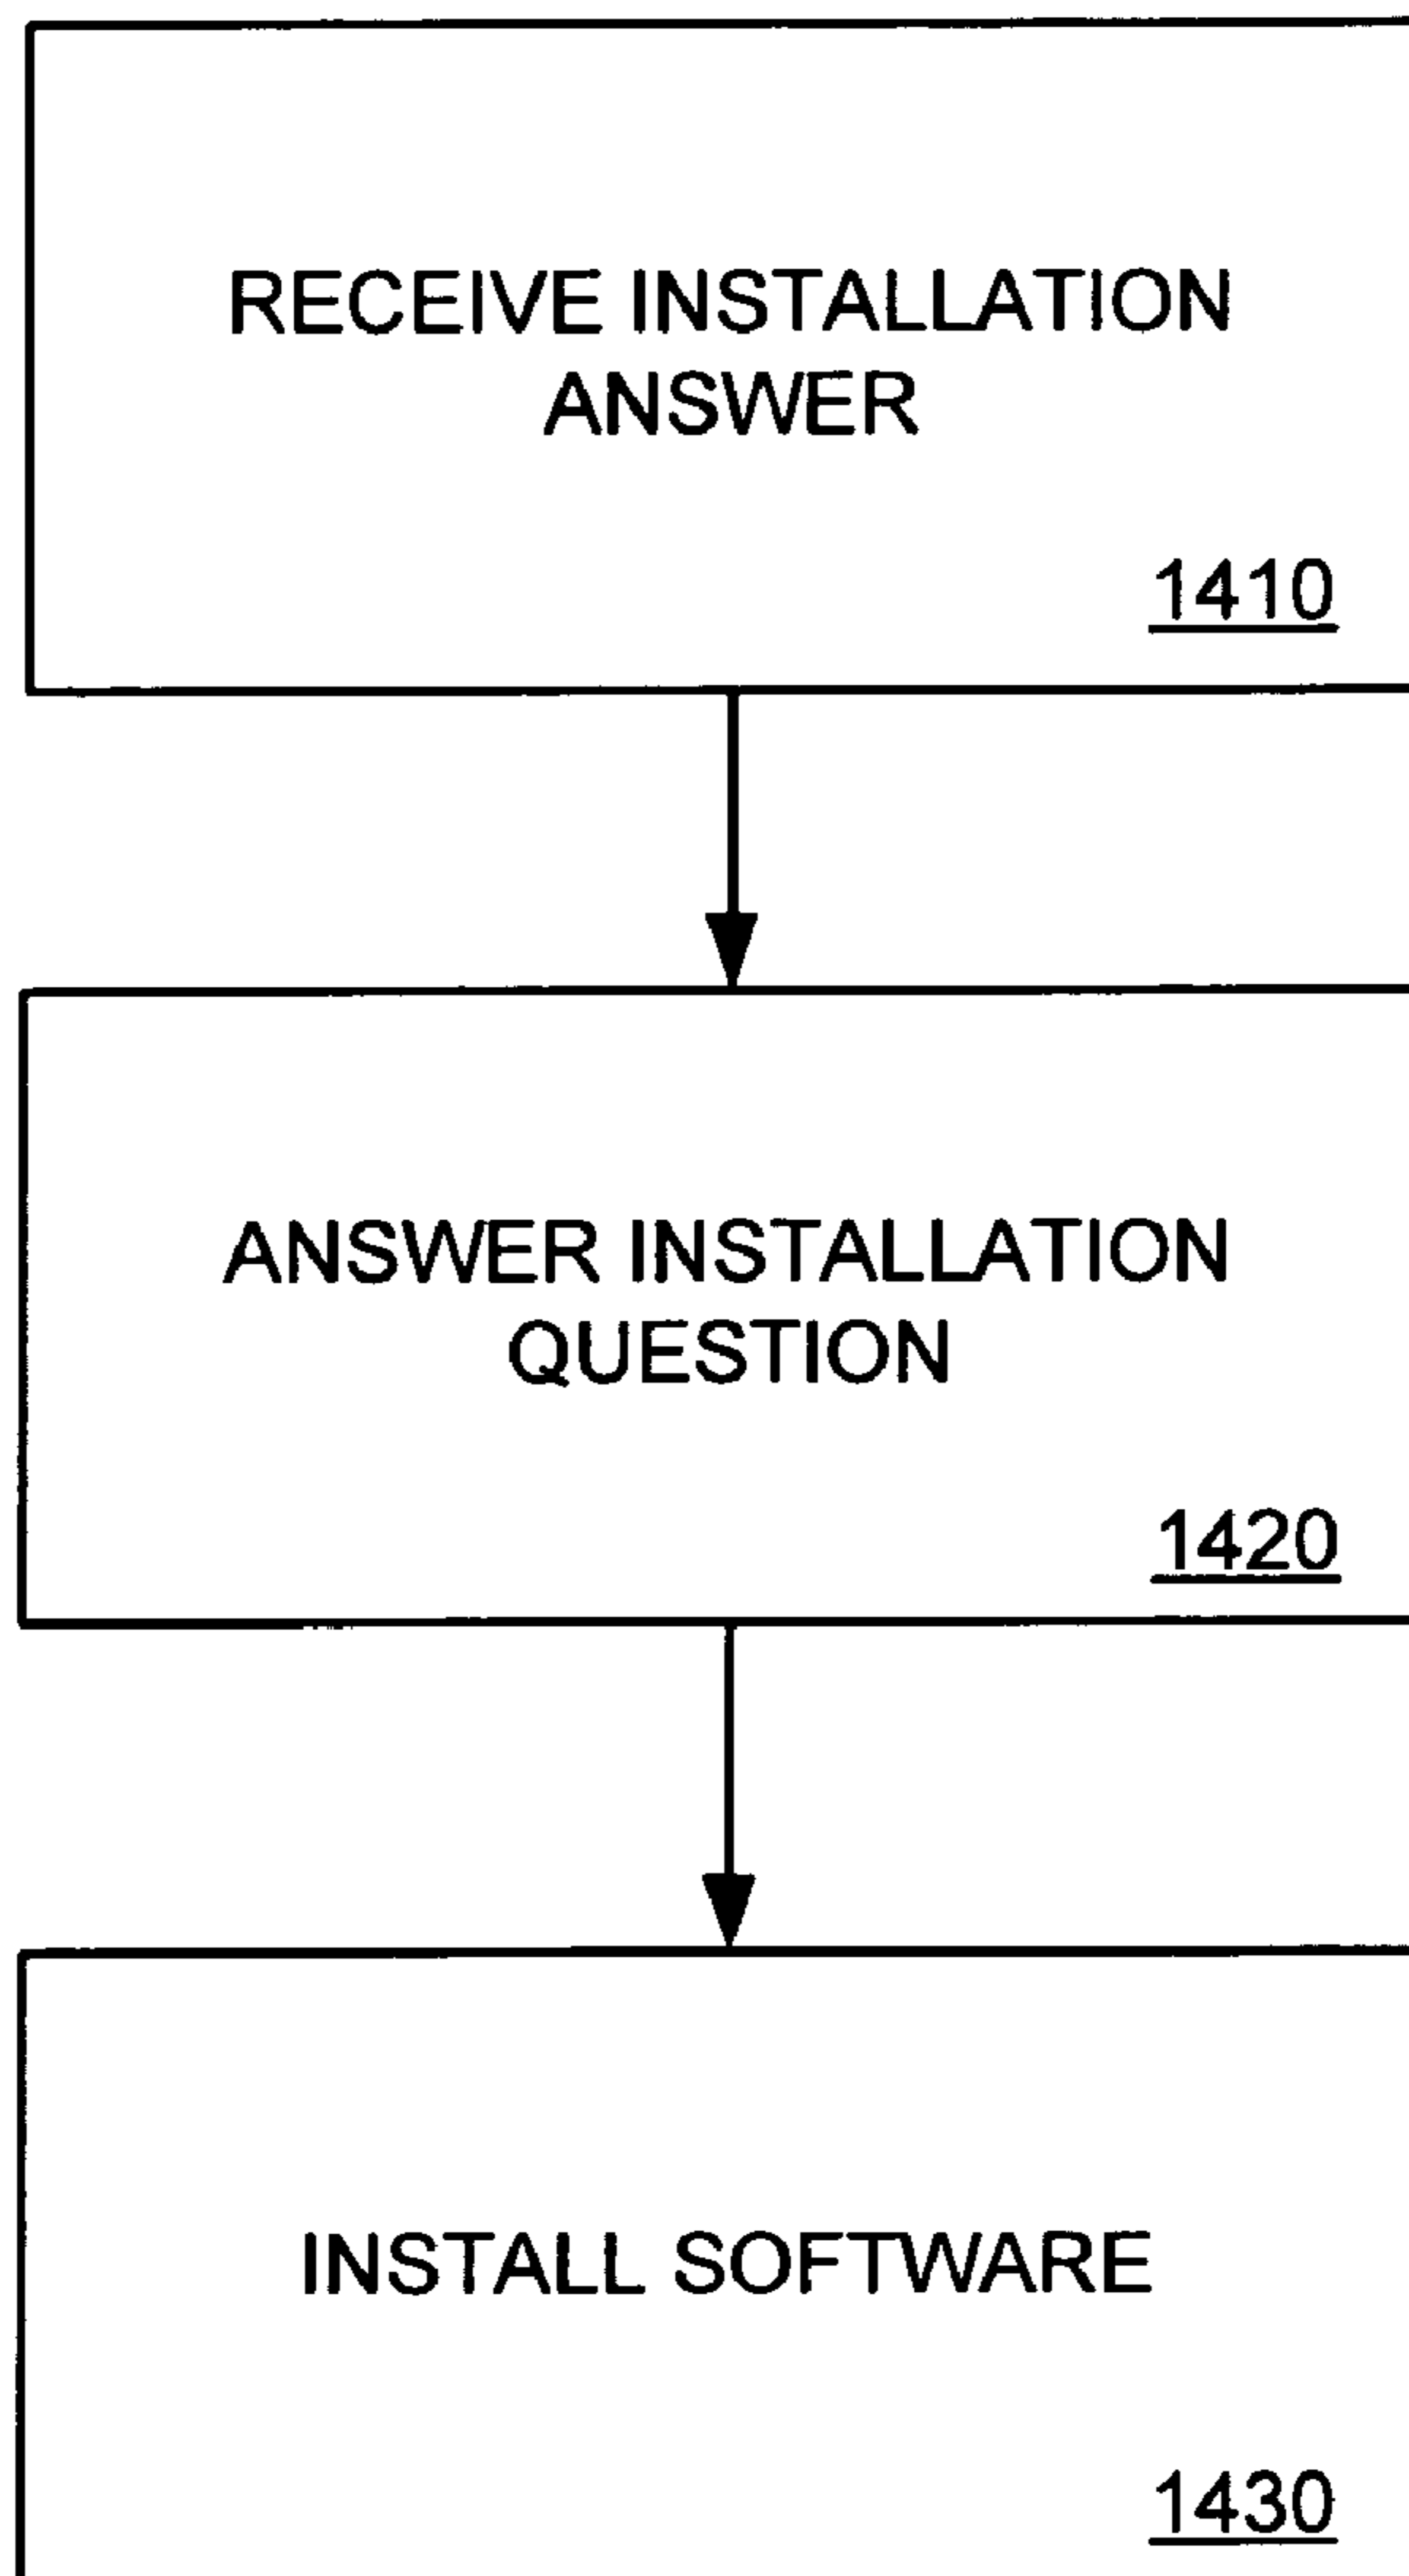 RECEIVE INSTALLATION
ANSWER
1410
ANSWER INSTALLATION
QUESTION
1420
INSTALL SOFTWARE
1430